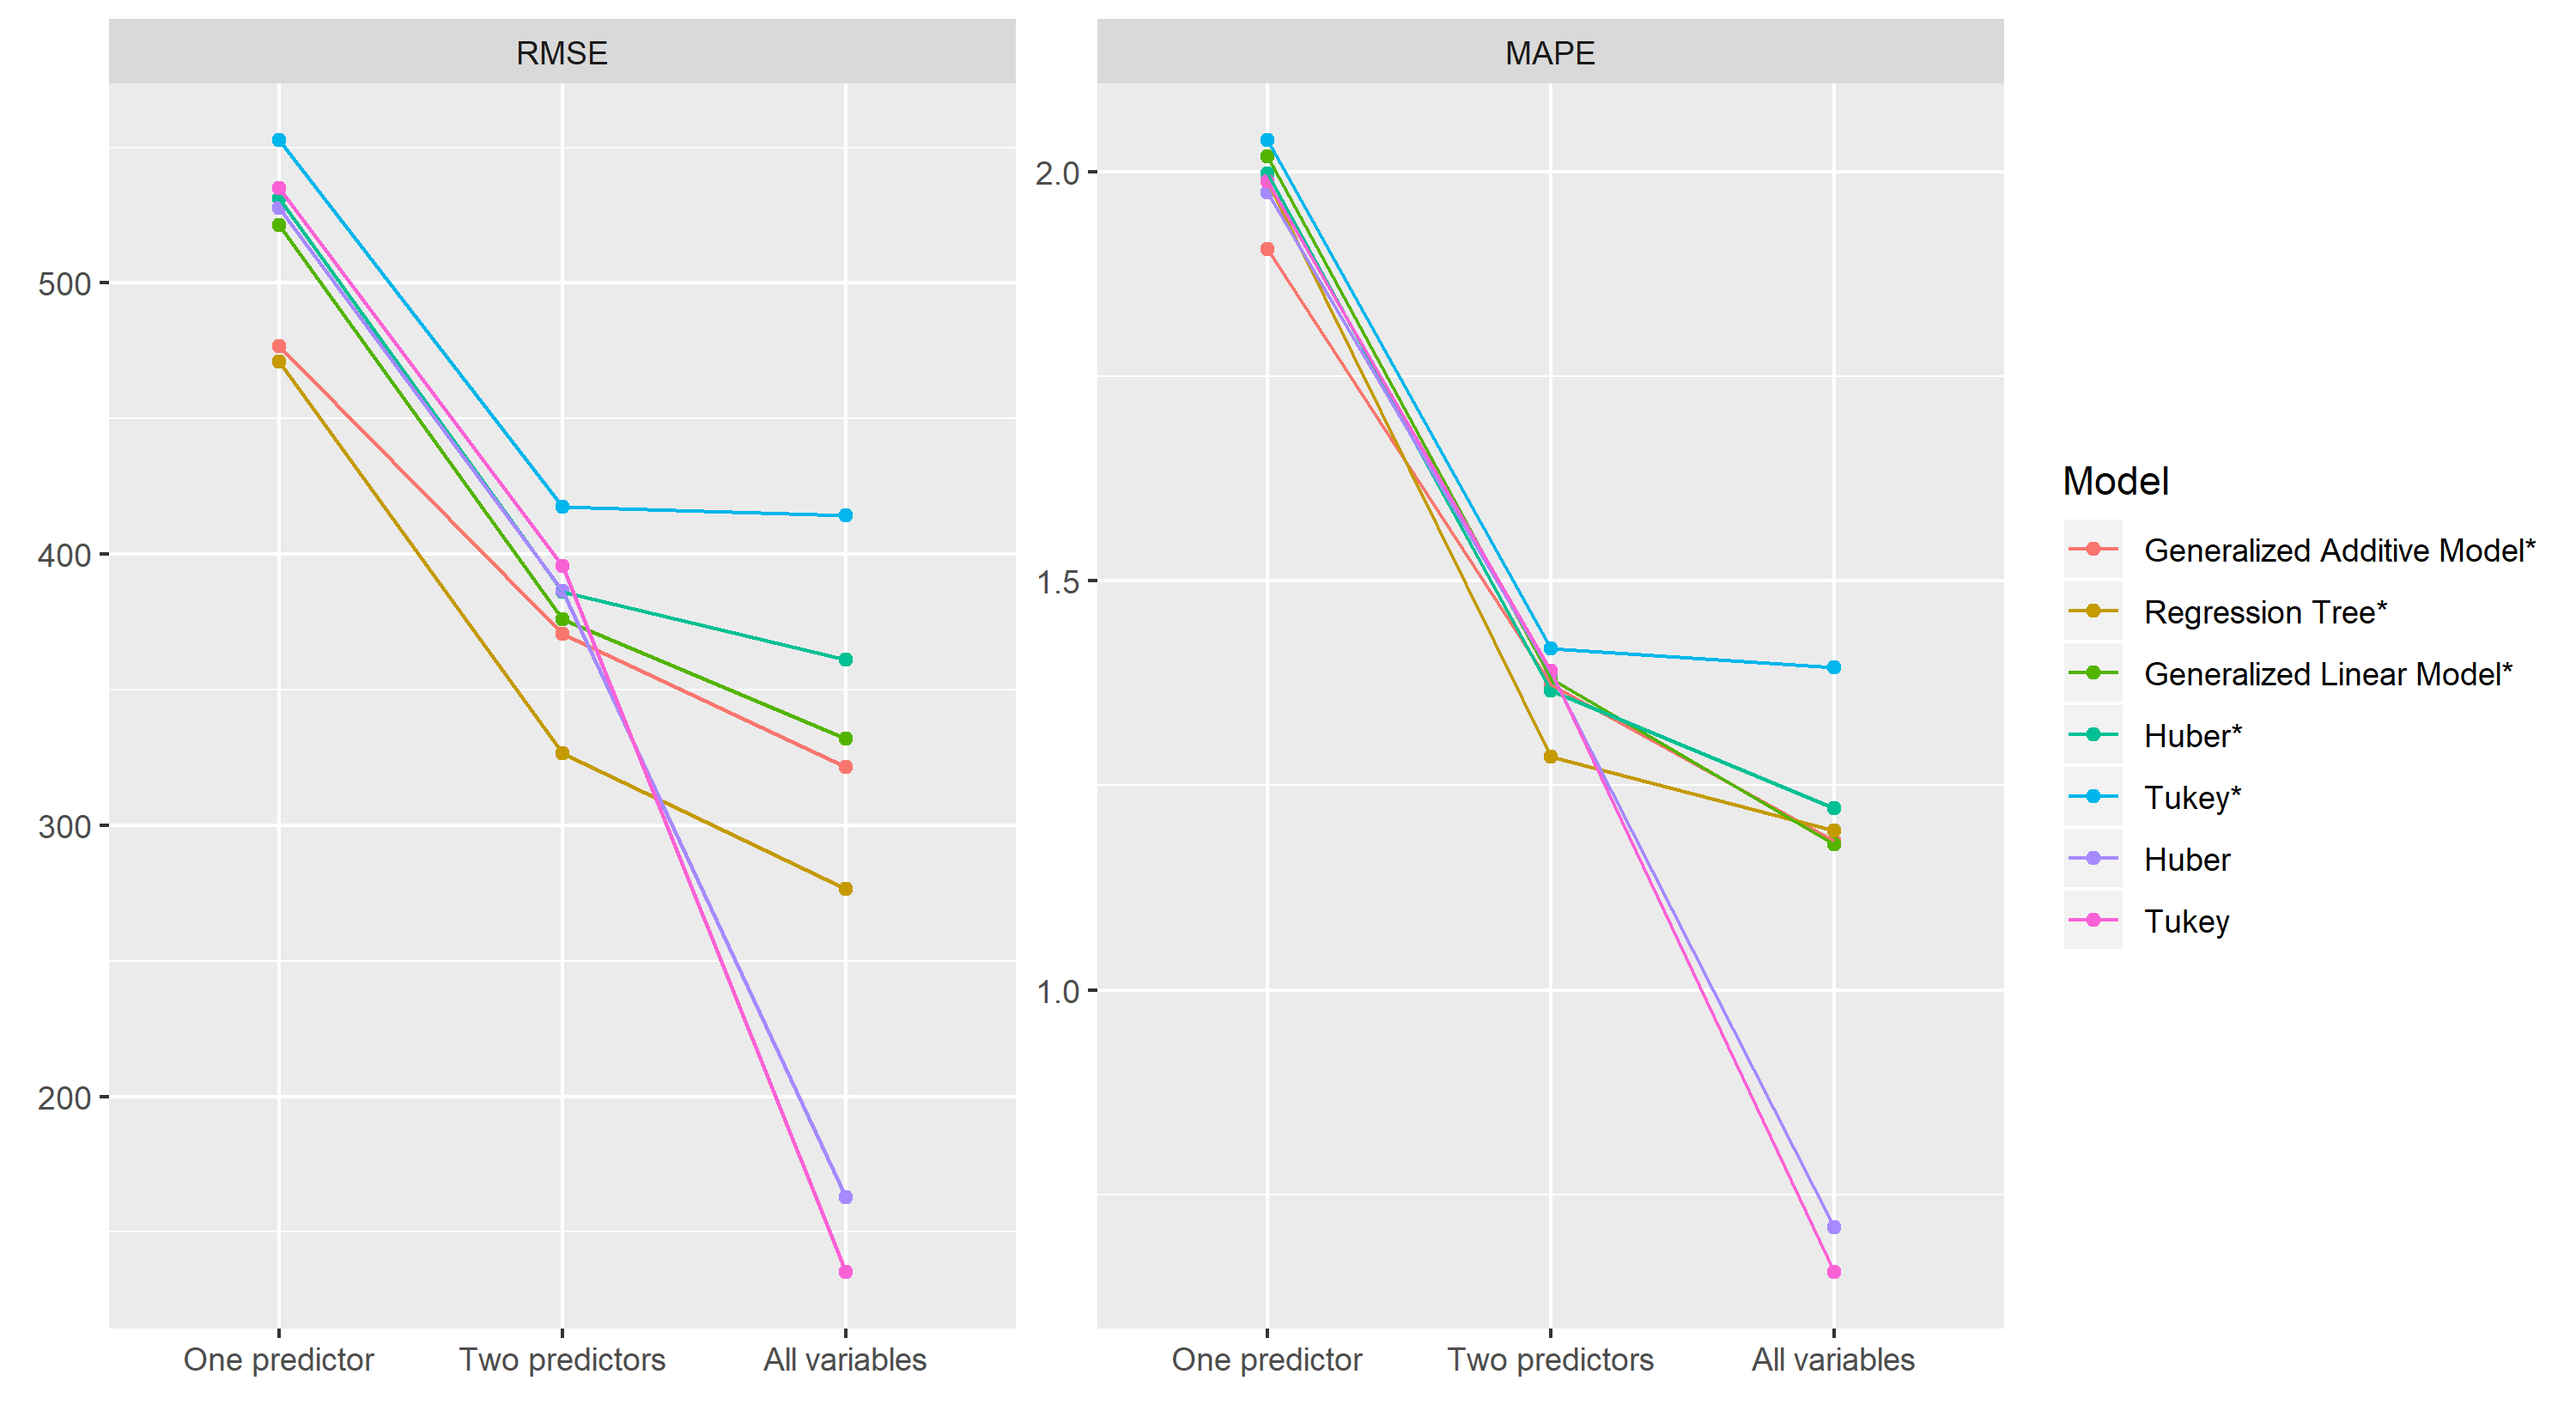 RMSE
MAPE
500
400
300
200
2.0
1.5
1.0
One predictor
Two predictors
All variables
One predictor
Two predictors
All variables
Model
Generalized Additive Model*
Regression Tree*
Generalized Linear Model*
Huber*
Tukey*
Huber
Tukey